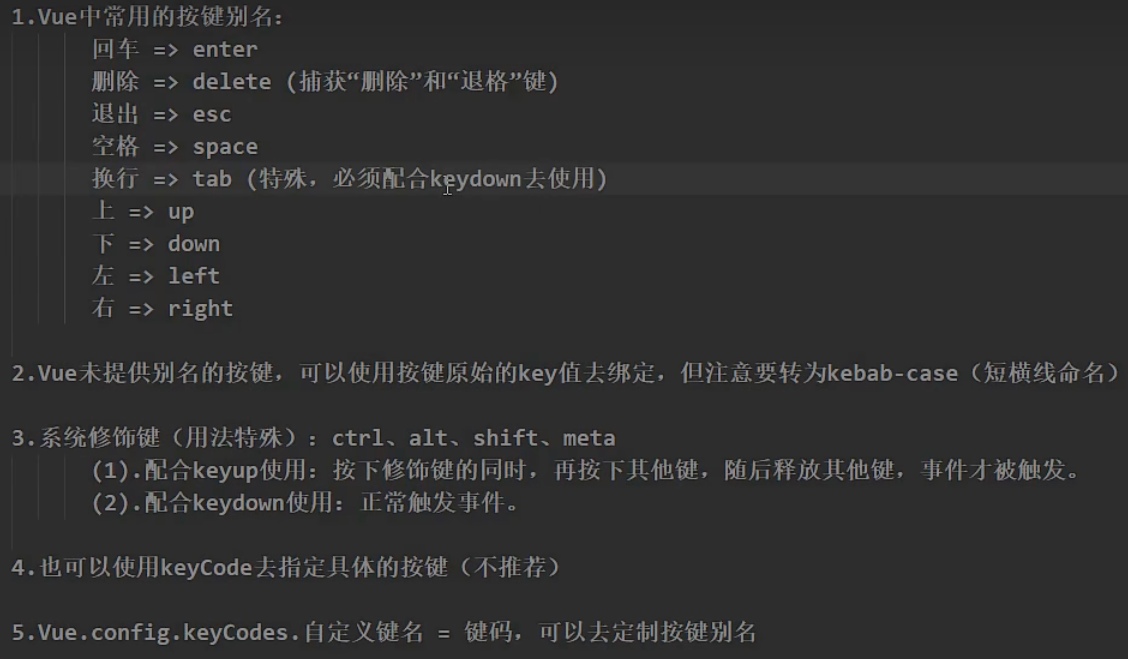 1.Vue中常用的按键别名：
回车 => enter
删除 => delete (捕获“删除”和“退格”键)
退出 => esc
空格 => space
换行 => tab (特殊，必须配合keydown去使用)
上 => up
下 => down
左 => left
右 => right
2.Vue未提供别名的按键，可以使用按键原始的key值去绑定，但注意要转为kebab-case（短横线命名）
3.系统修饰键（用法特殊）：ctrl、alt、shift、meta
(1).配合keyup使用：按下修饰键的同时，再按下其他键，随后释放其他键，事件才被触发。
(2).配合keydown使用：正常触发事件。
4.也可以使用keyCode去指定具体的按键（不推荐）
5.Vue.config.keyCodes.自定义键名 = 键码，可以去定制按键别名